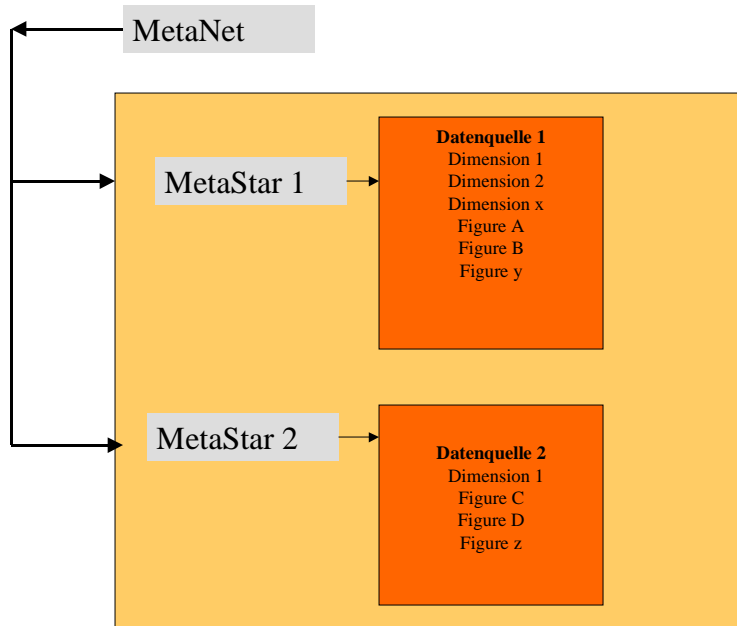 MetaNet
MetaStar 1
Datenquelle 1
Dimension 1
Dimension 2
Dimension x
Figure A
Figure B
Figure y
MetaStar 2
Datenquelle 2
Dimension 1
Figure C
Figure D
Figure z